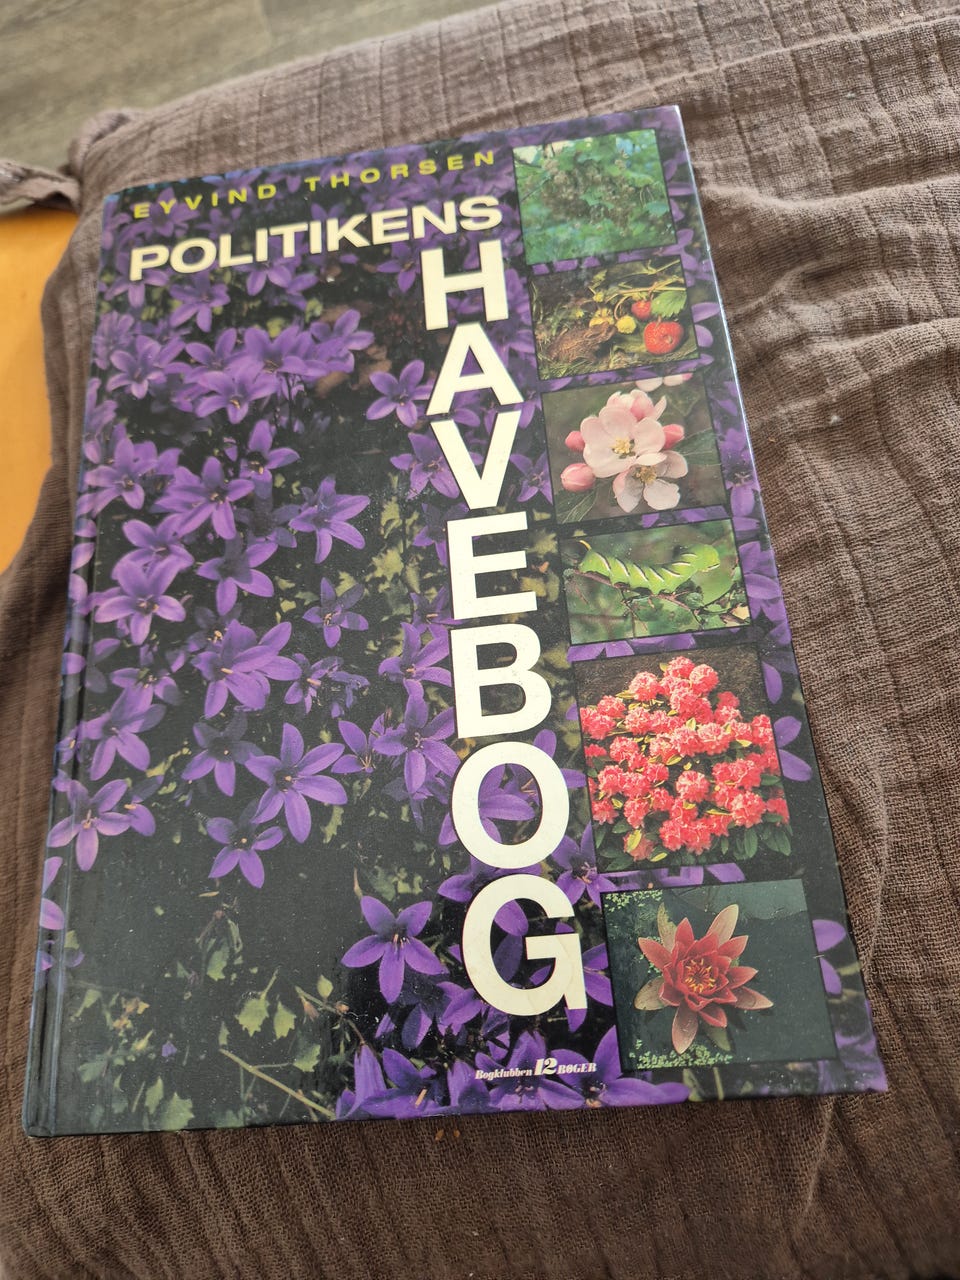 EYVIND THORSEN
POLITIKENS
HAVEBOG
Bogklubben 12 BØGER